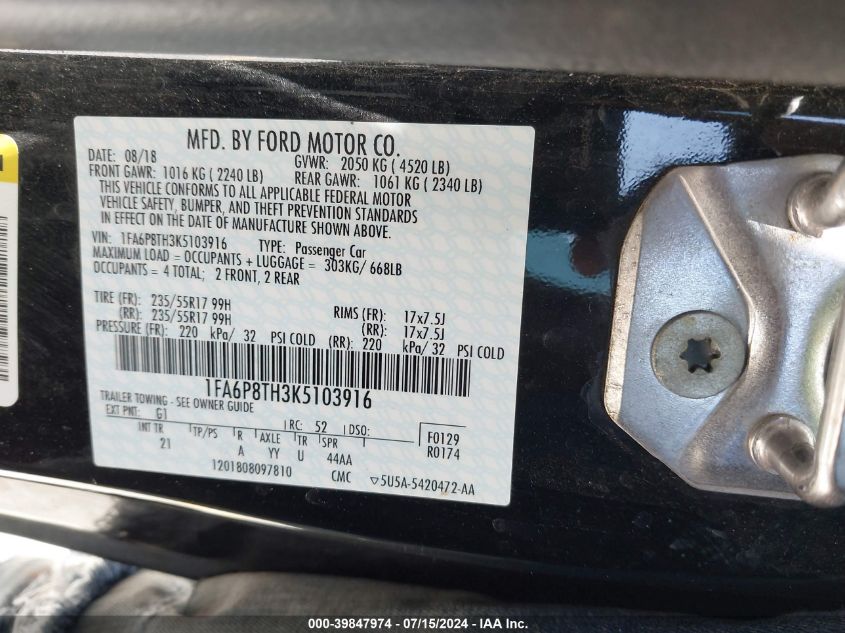 MFD. BY FORD MOTOR CO.
DATE: 08/18 GVWR: 2050 KG ( 4520 LB)
FRONT GAWR: 1016 KG ( 2240 LB) REAR GAWR: 1061 KG ( 2340 LB)
THIS VEHICLE CONFORMS TO ALL APPLICABLE FEDERAL MOTOR
VEHICLE SAFETY, BUMPER, AND THEFT PREVENTION STANDARDS
IN EFFECT ON THE DATE OF MANUFACTURE SHOWN ABOVE.
VIN: 1FA6P8TH3K5103916 TYPE: Passenger Car
MAXIMUM LOAD = OCCUPANTS + LUGGAGE = 303KG/ 668LB
OCCUPANTS = 4 TOTAL; 2 FRONT, 2 REAR
TIRE (FR): 235/55R17 99H RIMS (FR): 17x7.5J
(RR): 235/55R17 99H (RR): 17x7.5J
PRESSURE (FR): 220 kPa/ 32 PSI COLD (RR): 220 kPa/ 32 PSI COLD
1FA6P8TH3K5103916
TRAILER TOWING - SEE OWNER GUIDE
EXT PNT: G1 RC: 52 DSO: F0129
INT TR TP/PS R AXLE TR SPR R0174
21 A YY U 44AA
1201808097810 CMC ▽5U5A-5420472-AA
000-39847974 - 07/15/2024 - IAA Inc.